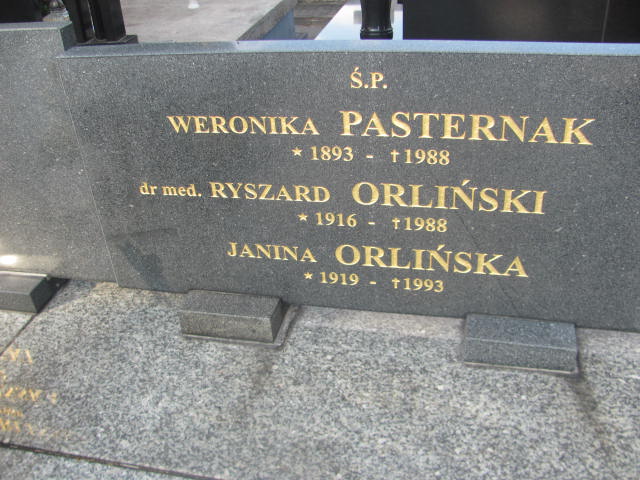 Ś.P.
WERONIKA PASTERNAK
* 1893 - † 1988
dr med. RYSZARD ORLIŃSKI
* 1916 - † 1988
JANINA ORLIŃSKA
* 1919 - † 1993